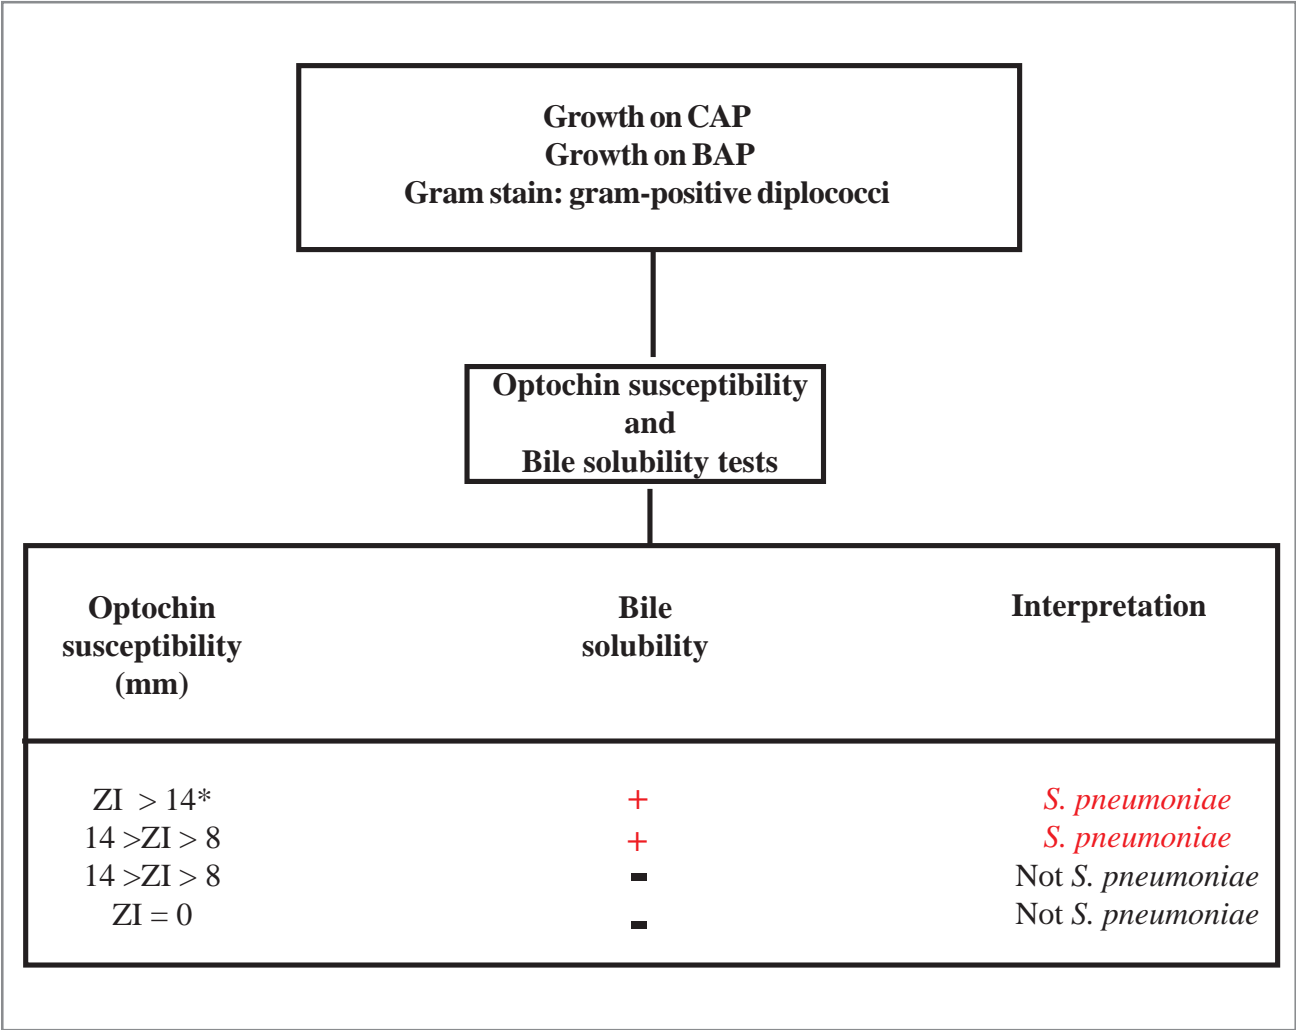 Growth on CAP
Growth on BAP
Gram stain: gram-positive diplococci
Optochin susceptibility
and
Bile solubility tests
Optochin
susceptibility
(mm)
Bile
solubility
Interpretation
ZI > 14* + S. pneumoniae
14 >ZI > 8 + S. pneumoniae
14 >ZI > 8 - Not S. pneumoniae
ZI = 0 - Not S. pneumoniae